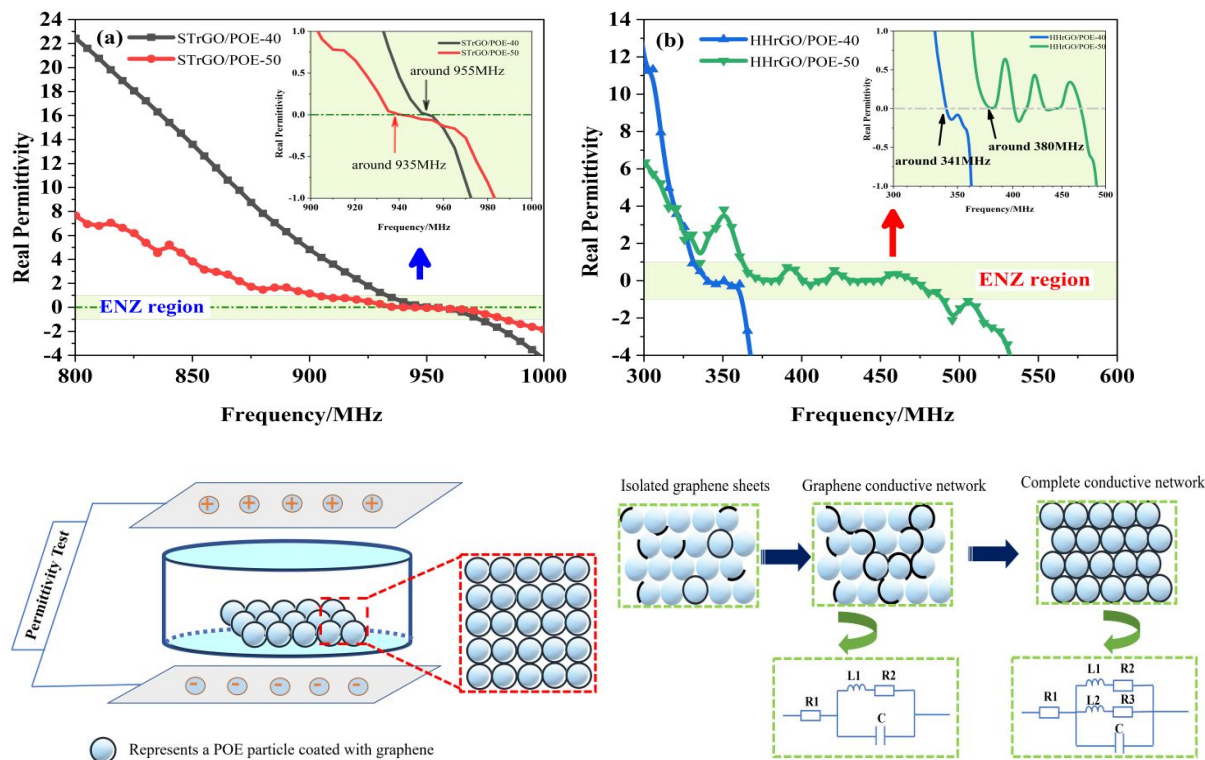 (a)
STrGO/POE-40
STrGO/POE-50
24
22
20
18
16
14
12
10
8
6
4
2
0
-2
-4
Real Permittivity
ENZ region
800
850
900
950
1000
Frequency/MHz
STrGO/POE-40
STrGO/POE-50
1.0
0.5
0.0
-0.5
-1.0
Real Permittivity
around 955MHz
around 935MHz
900
920
940
960
980
1000
Frequency/MHz
(b)
HHrGO/POE-40
HHrGO/POE-50
14
12
10
8
6
4
2
0
-2
-4
Real Permittivity
ENZ region
300
350
400
450
500
550
600
Frequency/MHz
HHrGO/POE-40
HHrGO/POE-50
1.0
0.5
0.0
-0.5
-1.0
Real Permittivity
around 341MHz
around 380MHz
300
350
400
450
500
Frequency/MHz
Permittivity Test
+ + + + +
- - - - -
Represents a POE particle coated with graphene
Isolated graphene sheets
Graphene conductive network
Complete conductive network
R1
L1
R2
C
R1
L1
R2
L2
R3
C